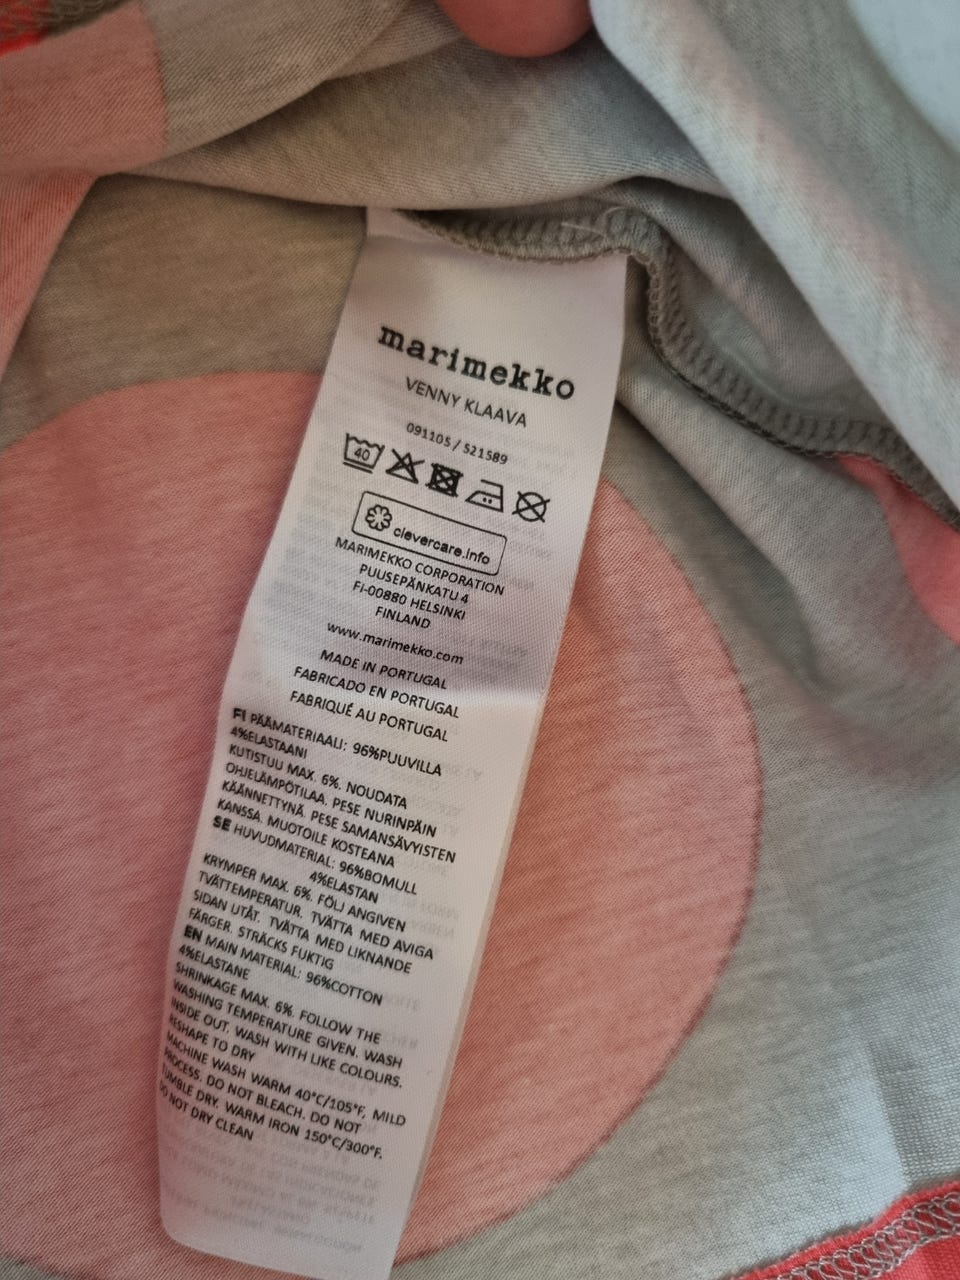 marimekko
VENNY KLAAVA
091105 / 521589
40
clevercare.info
MARIMEKKO CORPORATION
PUUSEPÄNKATU 4
FI-00880 HELSINKI
FINLAND
www.marimekko.com
MADE IN PORTUGAL
FABRICADO EN PORTUGAL
FABRIQUÉ AU PORTUGAL
FI PÄÄMATERIAALI: 96%PUUVILLA
4%ELASTAANI
KUTISTUU MAX. 6%. NOUDATA
OHJELÄMPÖTILAA. PESE NURINPÄIN
KÄÄNNETTYNÄ. PESE SAMANSÄVYISTEN
KANSSA. MUOTOILE KOSTEANA
SE HUVUDMATERIAL: 96%BOMULL
4%ELASTAN
KRYMPER MAX. 6%. FÖLJ ANGIVEN
TVÄTTEMPERATUR. TVÄTTA MED AVIGA
SIDAN UTÅT. TVÄTTA MED LIKNANDE
FÄRGER. STRÄCKS FUKTIG
EN MAIN MATERIAL: 96%COTTON
4%ELASTANE
SHRINKAGE MAX. 6%. FOLLOW THE
WASHING TEMPERATURE GIVEN. WASH
INSIDE OUT. WASH WITH LIKE COLOURS.
RESHAPE TO DRY
MACHINE WASH WARM 40°C/105°F, MILD
PROCESS. DO NOT BLEACH. DO NOT
TUMBLE DRY. WARM IRON 150°C/300°F.
DO NOT DRY CLEAN